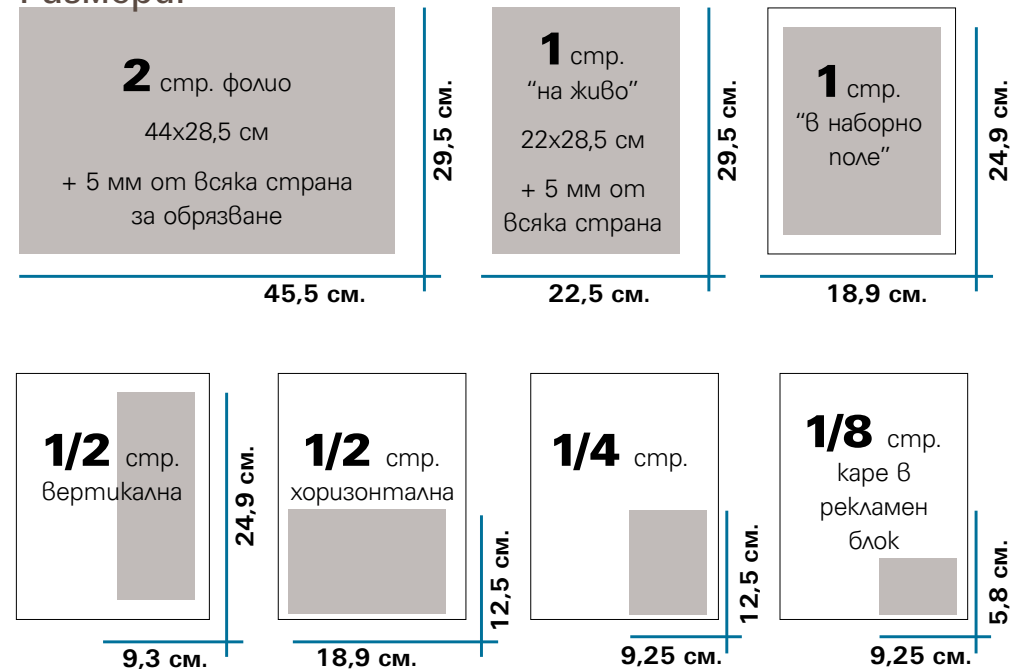 Размери:
2 стр. фолио
44х28,5 см
+ 5 мм от всяка страна
за обрязване
29,5 см.
45,5 см.
1 стр.
“на живо”
22х28,5 см
+ 5 мм от
всяка страна
29,5 см.
22,5 см.
1 стр.
“в наборно
поле”
24,9 см.
18,9 см.
1/2 стр.
вертикална
24,9 см.
9,3 см.
1/2 стр.
хоризонтална
12,5 см.
18,9 см.
1/4 стр.
12,5 см.
9,25 см.
1/8 стр.
каре в
рекламен
блок
5,8 см.
9,25 см.